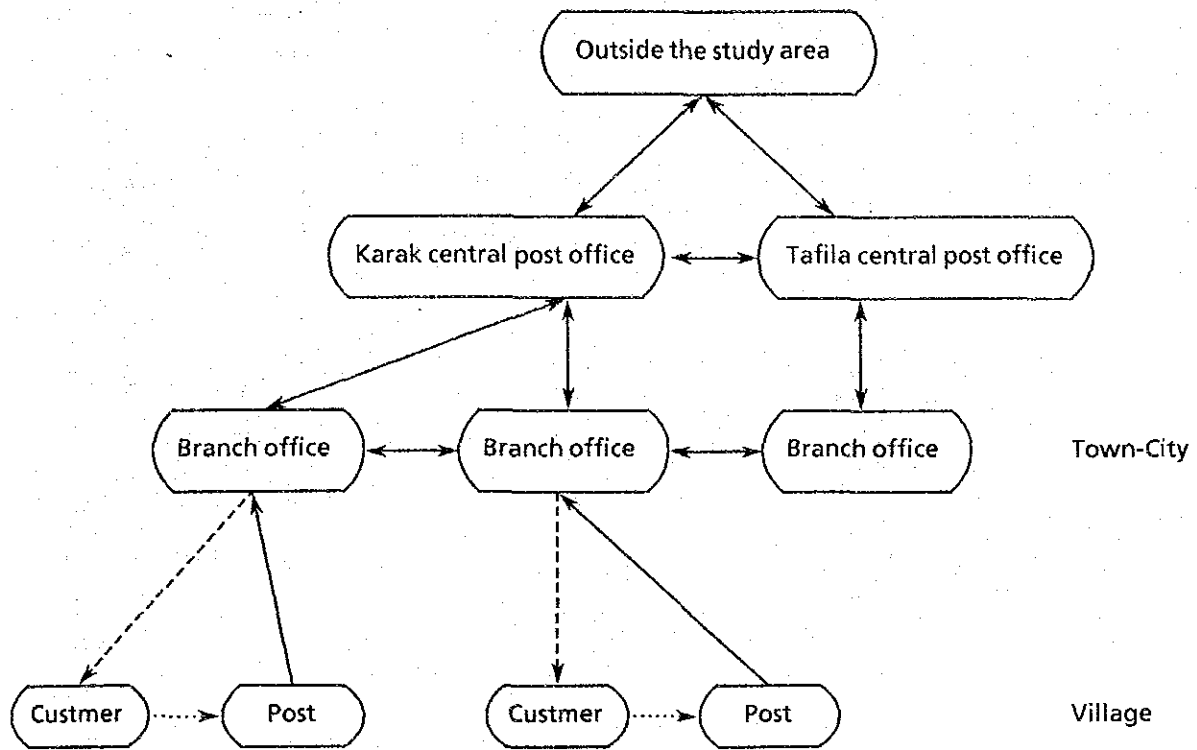 Outside the study area
Karak central post office
Tafila central post office
Branch office
Branch office
Branch office
Town-City
Custmer
Post
Custmer
Post
Village